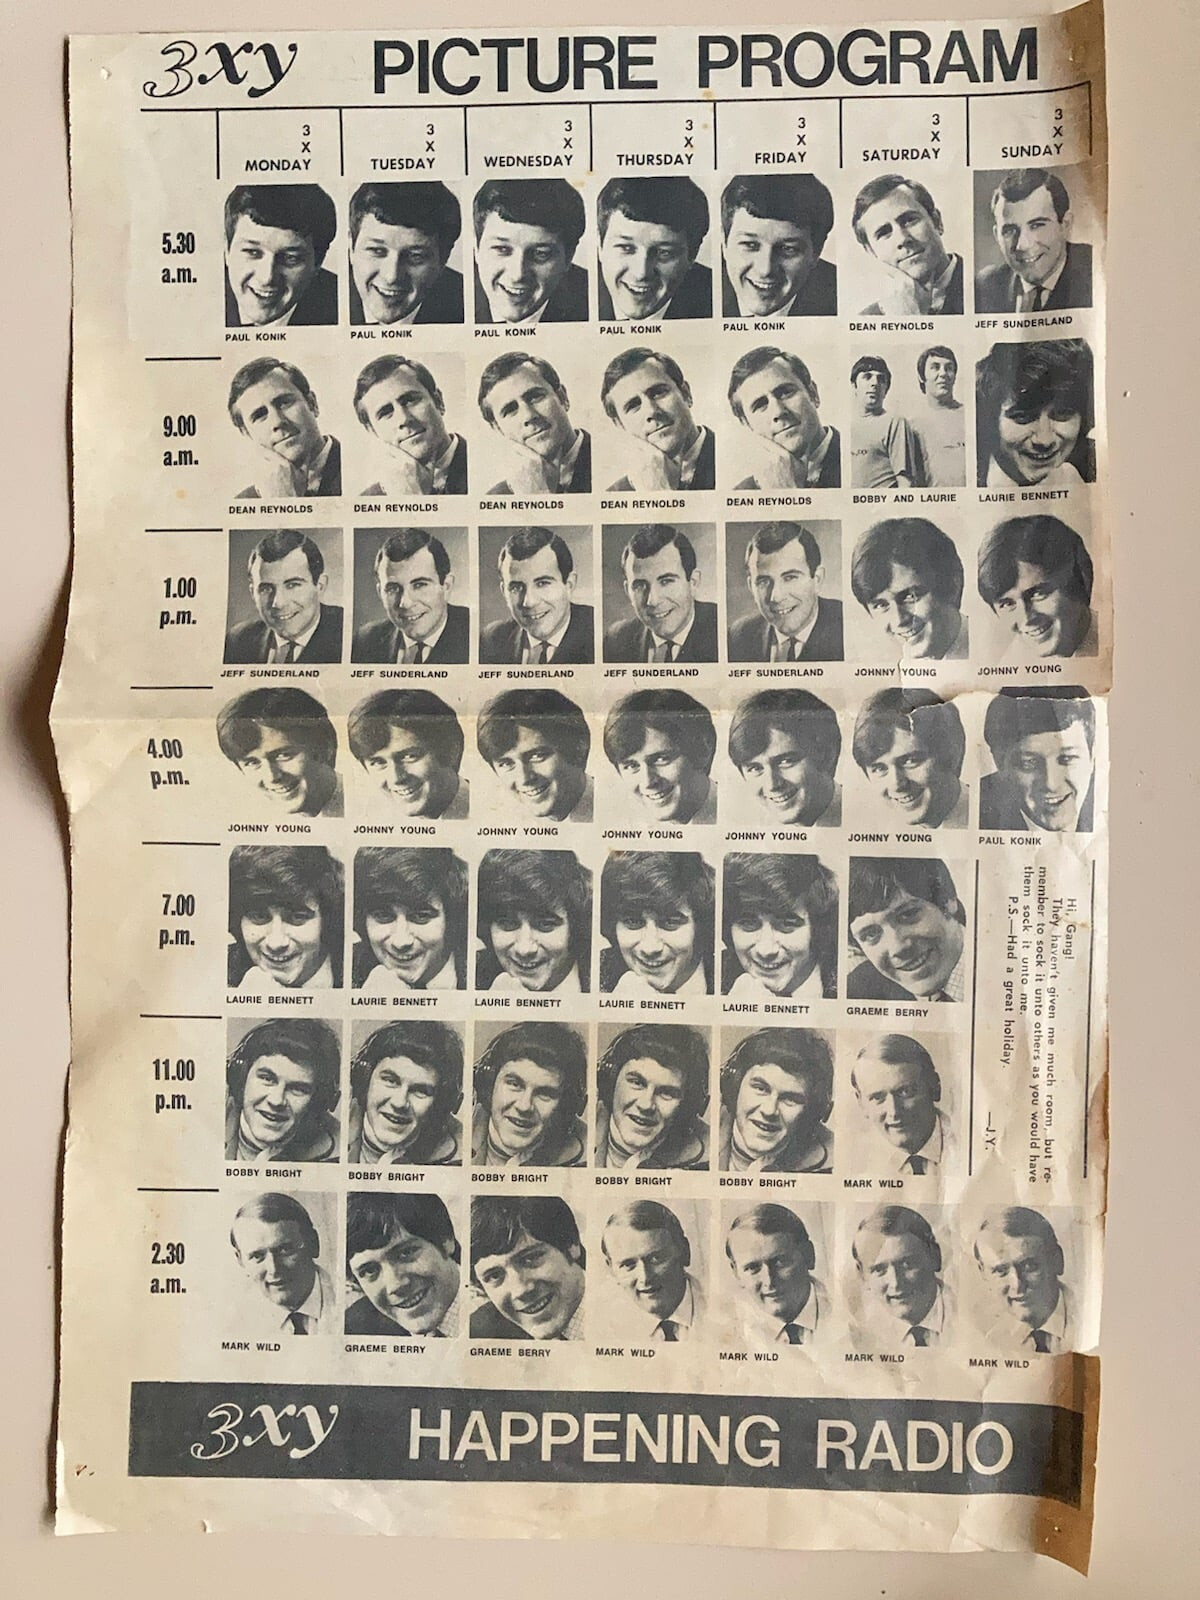 3xy PICTURE PROGRAM
3 X MONDAY
3 X TUESDAY
3 X WEDNESDAY
3 X THURSDAY
3 X FRIDAY
3 X SATURDAY
3 X SUNDAY
5.30 a.m.
PAUL KONIK PAUL KONIK PAUL KONIK PAUL KONIK PAUL KONIK DEAN REYNOLDS JEFF SUNDERLAND
9.00 a.m.
DEAN REYNOLDS DEAN REYNOLDS DEAN REYNOLDS DEAN REYNOLDS DEAN REYNOLDS BOBBY AND LAURIE LAURIE BENNETT
1.00 p.m.
JEFF SUNDERLAND JEFF SUNDERLAND JEFF SUNDERLAND JEFF SUNDERLAND JEFF SUNDERLAND JOHNNY YOUNG JOHNNY YOUNG
4.00 p.m.
JOHNNY YOUNG JOHNNY YOUNG JOHNNY YOUNG JOHNNY YOUNG JOHNNY YOUNG JOHNNY YOUNG PAUL KONIK
7.00 p.m.
LAURIE BENNETT LAURIE BENNETT LAURIE BENNETT LAURIE BENNETT LAURIE BENNETT GRAEME BERRY
Hi, Gang!
They haven't given me much room, but re-
member to sock it unto others as you would have
them sock it unto me.
P.S.—Had a great holiday.
—J.Y.
11.00 p.m.
BOBBY BRIGHT BOBBY BRIGHT BOBBY BRIGHT BOBBY BRIGHT BOBBY BRIGHT MARK WILD
2.30 a.m.
MARK WILD GRAEME BERRY GRAEME BERRY MARK WILD MARK WILD MARK WILD MARK WILD
3xy HAPPENING RADIO